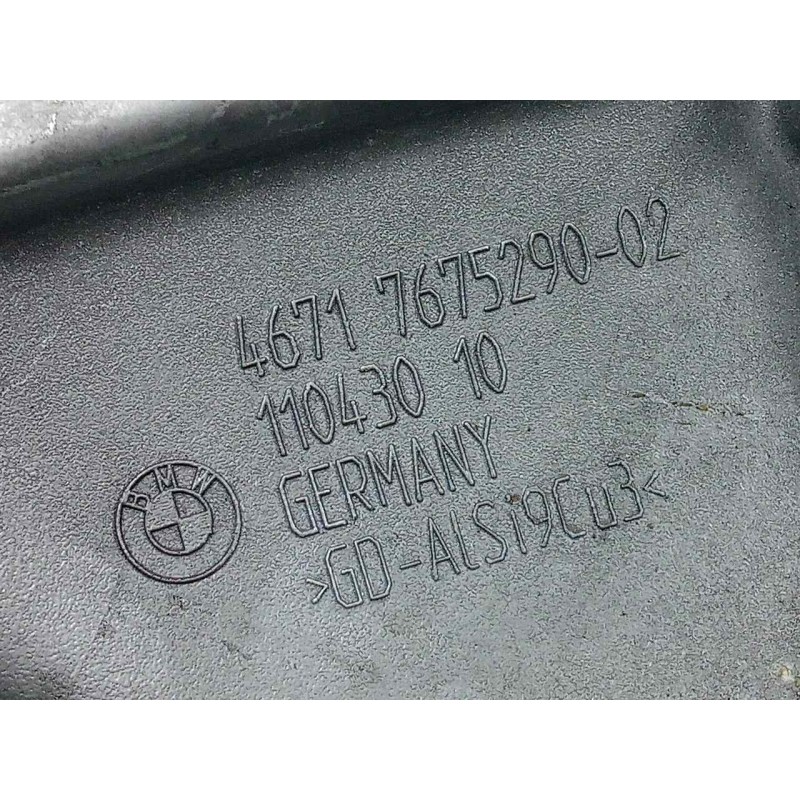 4671 7675290-02
110430 10
GERMANY
BMW
>GD-AlSi9Cu3<